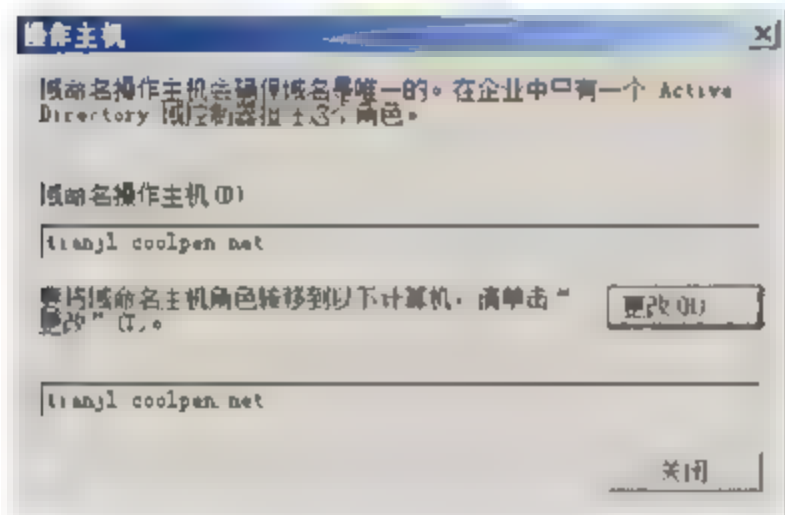 操作主机
域命名操作主机会确保域名是唯一的。在企业中只有一个 Active
Directory 域控制器担任这个角色。
域命名操作主机(D)
tianjl coolpen net
要将域命名主机角色转移到以下计算机,请单击"
更改"(T)。
更改(H)
tianjl coolpen.net
关闭